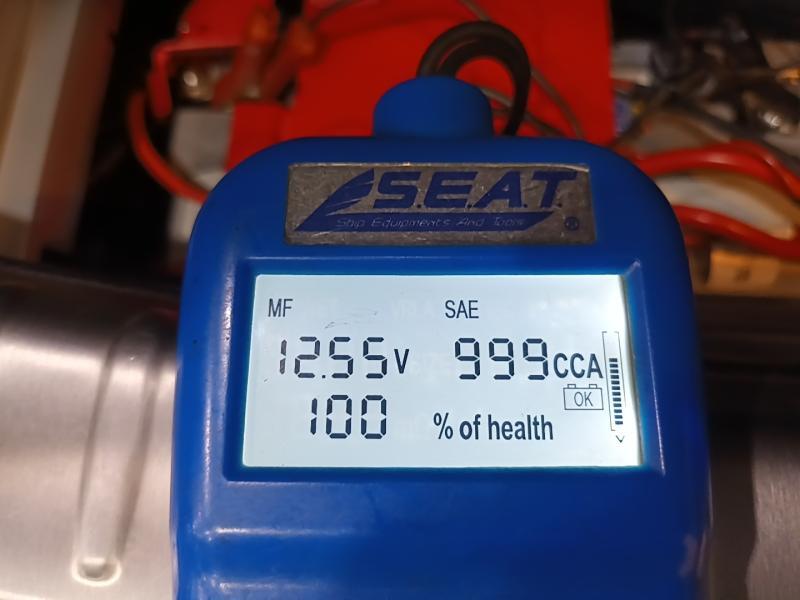 S.E.A.T.
Ship Equipments And Tools ®
MF SAE
12.55V 999CCA
OK
100 % of health